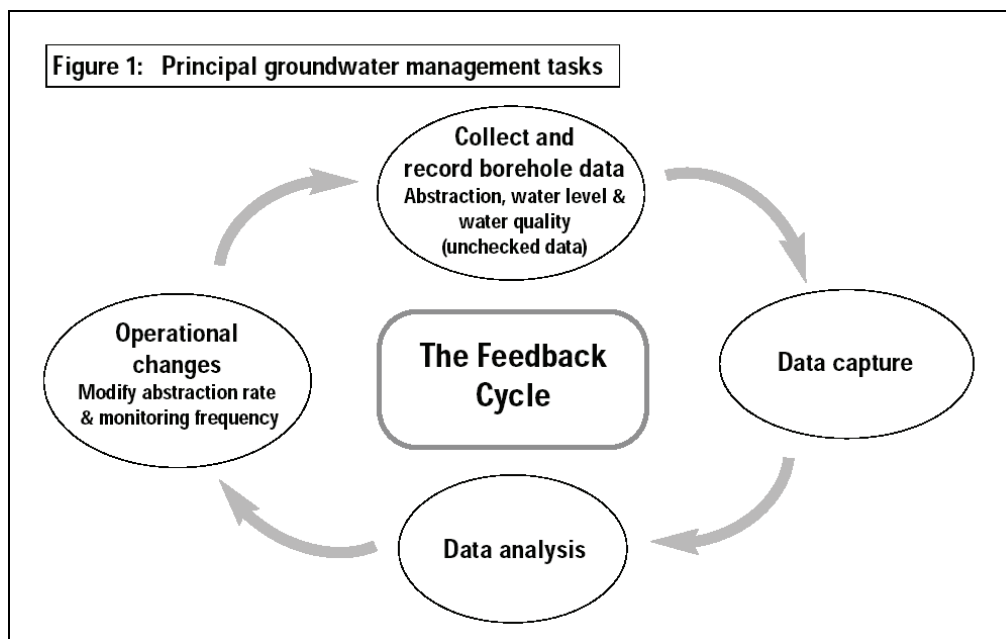 Figure 1: Principal groundwater management tasks
Collect and
record borehole data
Abstraction, water level &
water quality
(unchecked data)
Data capture
Data analysis
Operational
changes
Modify abstraction rate
& monitoring frequency
The Feedback
Cycle